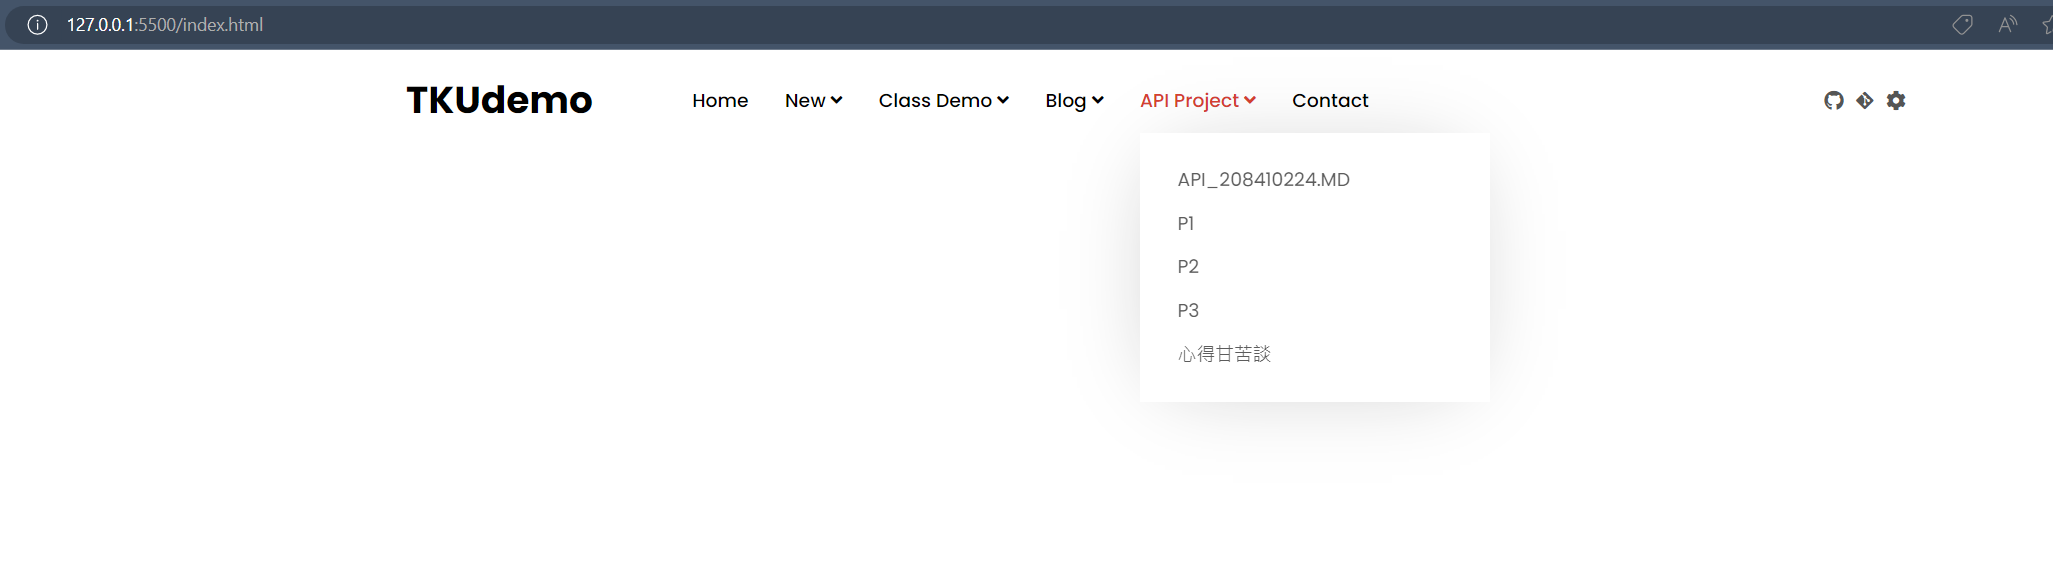 127.0.0.1:5500/index.html
TKUdemo Home New Class Demo Blog API Project Contact
API_208410224.MD
P1
P2
P3
心得甘苦談